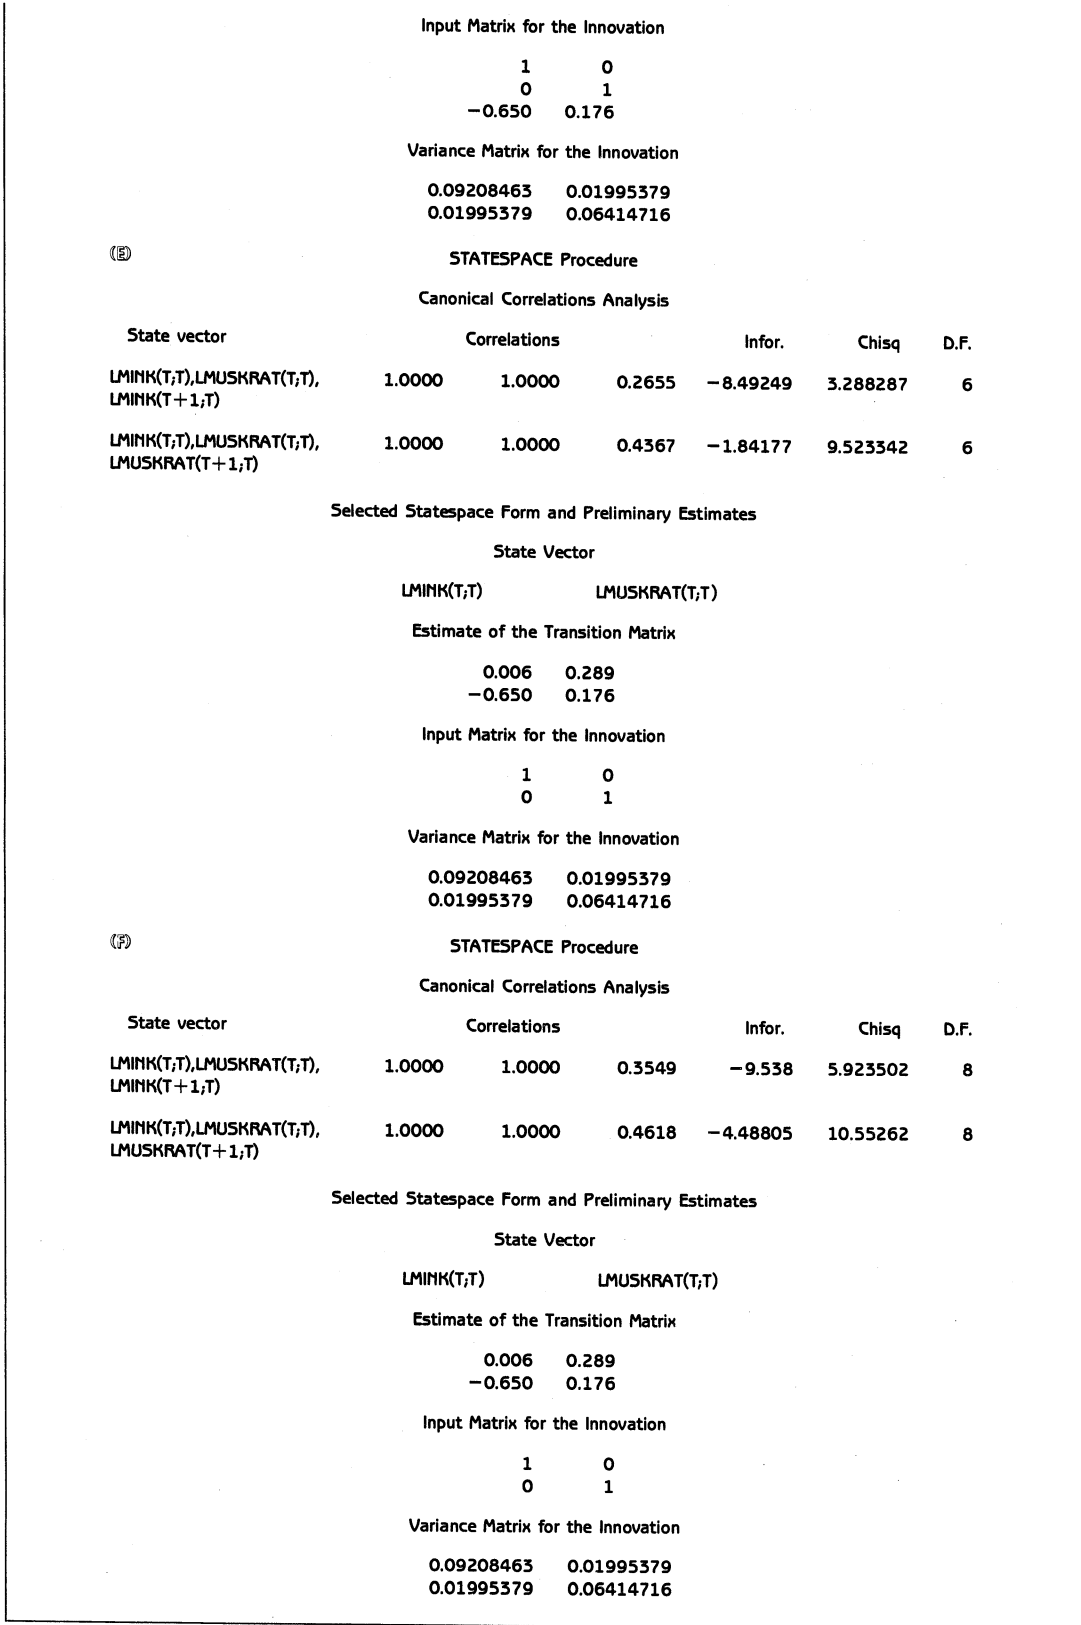 Input Matrix for the Innovation
1 0
0 1
−0.650 0.176
Variance Matrix for the Innovation
0.09208463 0.01995379
0.01995379 0.06414716
(E) STATESPACE Procedure
Canonical Correlations Analysis
State vector Correlations Infor. Chisq D.F.
LMINK(T;T),LMUSKRAT(T;T), 1.0000 1.0000 0.2655 −8.49249 3.288287 6
LMINK(T+1;T)
LMINK(T;T),LMUSKRAT(T;T), 1.0000 1.0000 0.4367 −1.84177 9.523342 6
LMUSKRAT(T+1;T)
Selected Statespace Form and Preliminary Estimates
State Vector
LMINK(T;T) LMUSKRAT(T;T)
Estimate of the Transition Matrix
0.006 0.289
−0.650 0.176
Input Matrix for the Innovation
1 0
0 1
Variance Matrix for the Innovation
0.09208463 0.01995379
0.01995379 0.06414716
(F) STATESPACE Procedure
Canonical Correlations Analysis
State vector Correlations Infor. Chisq D.F.
LMINK(T;T),LMUSKRAT(T;T), 1.0000 1.0000 0.3549 −9.538 5.923502 8
LMINK(T+1;T)
LMINK(T;T),LMUSKRAT(T;T), 1.0000 1.0000 0.4618 −4.48805 10.55262 8
LMUSKRAT(T+1;T)
Selected Statespace Form and Preliminary Estimates
State Vector
LMINK(T;T) LMUSKRAT(T;T)
Estimate of the Transition Matrix
0.006 0.289
−0.650 0.176
Input Matrix for the Innovation
1 0
0 1
Variance Matrix for the Innovation
0.09208463 0.01995379
0.01995379 0.06414716